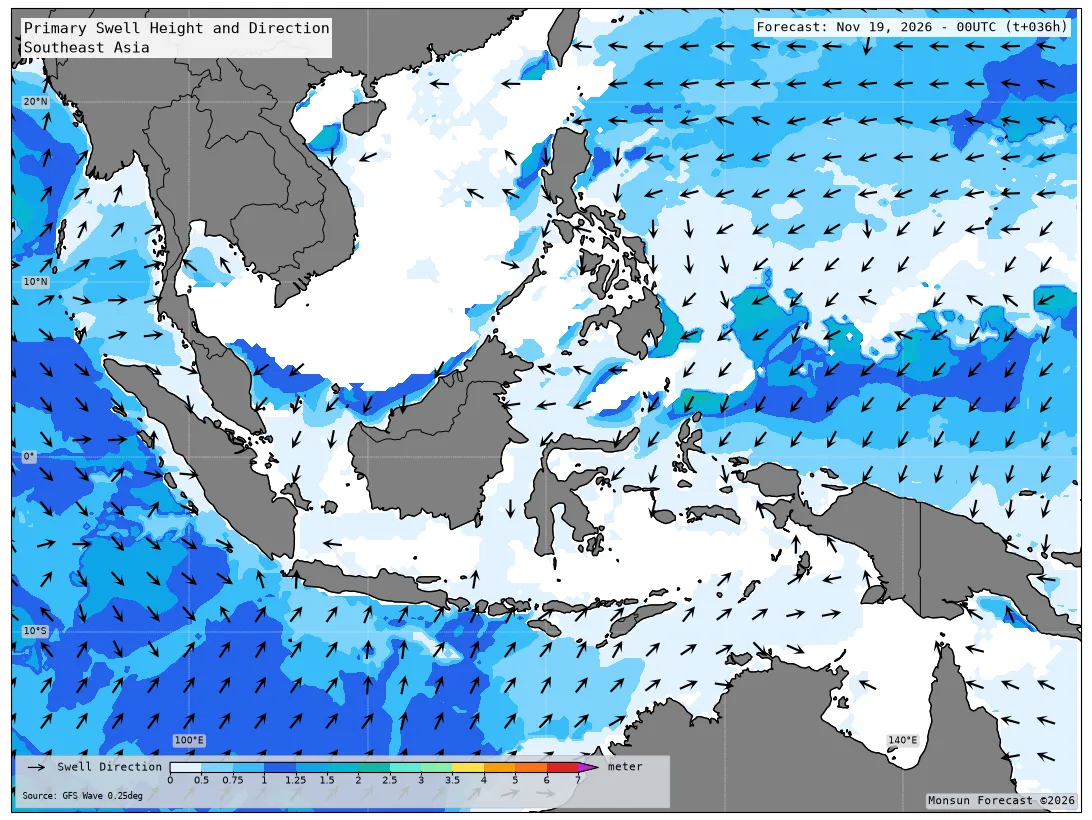 Primary Swell Height and Direction
Southeast Asia
Forecast: Nov 19, 2026 - 00UTC (t+036h)
20°N
10°N
0°
10°S
100°E
140°E
Swell Direction
meter
0 0.5 0.75 1 1.25 1.5 2 2.5 3 3.5 4 5 6 7
Source: GFS Wave 0.25deg
Monsun Forecast ©2026